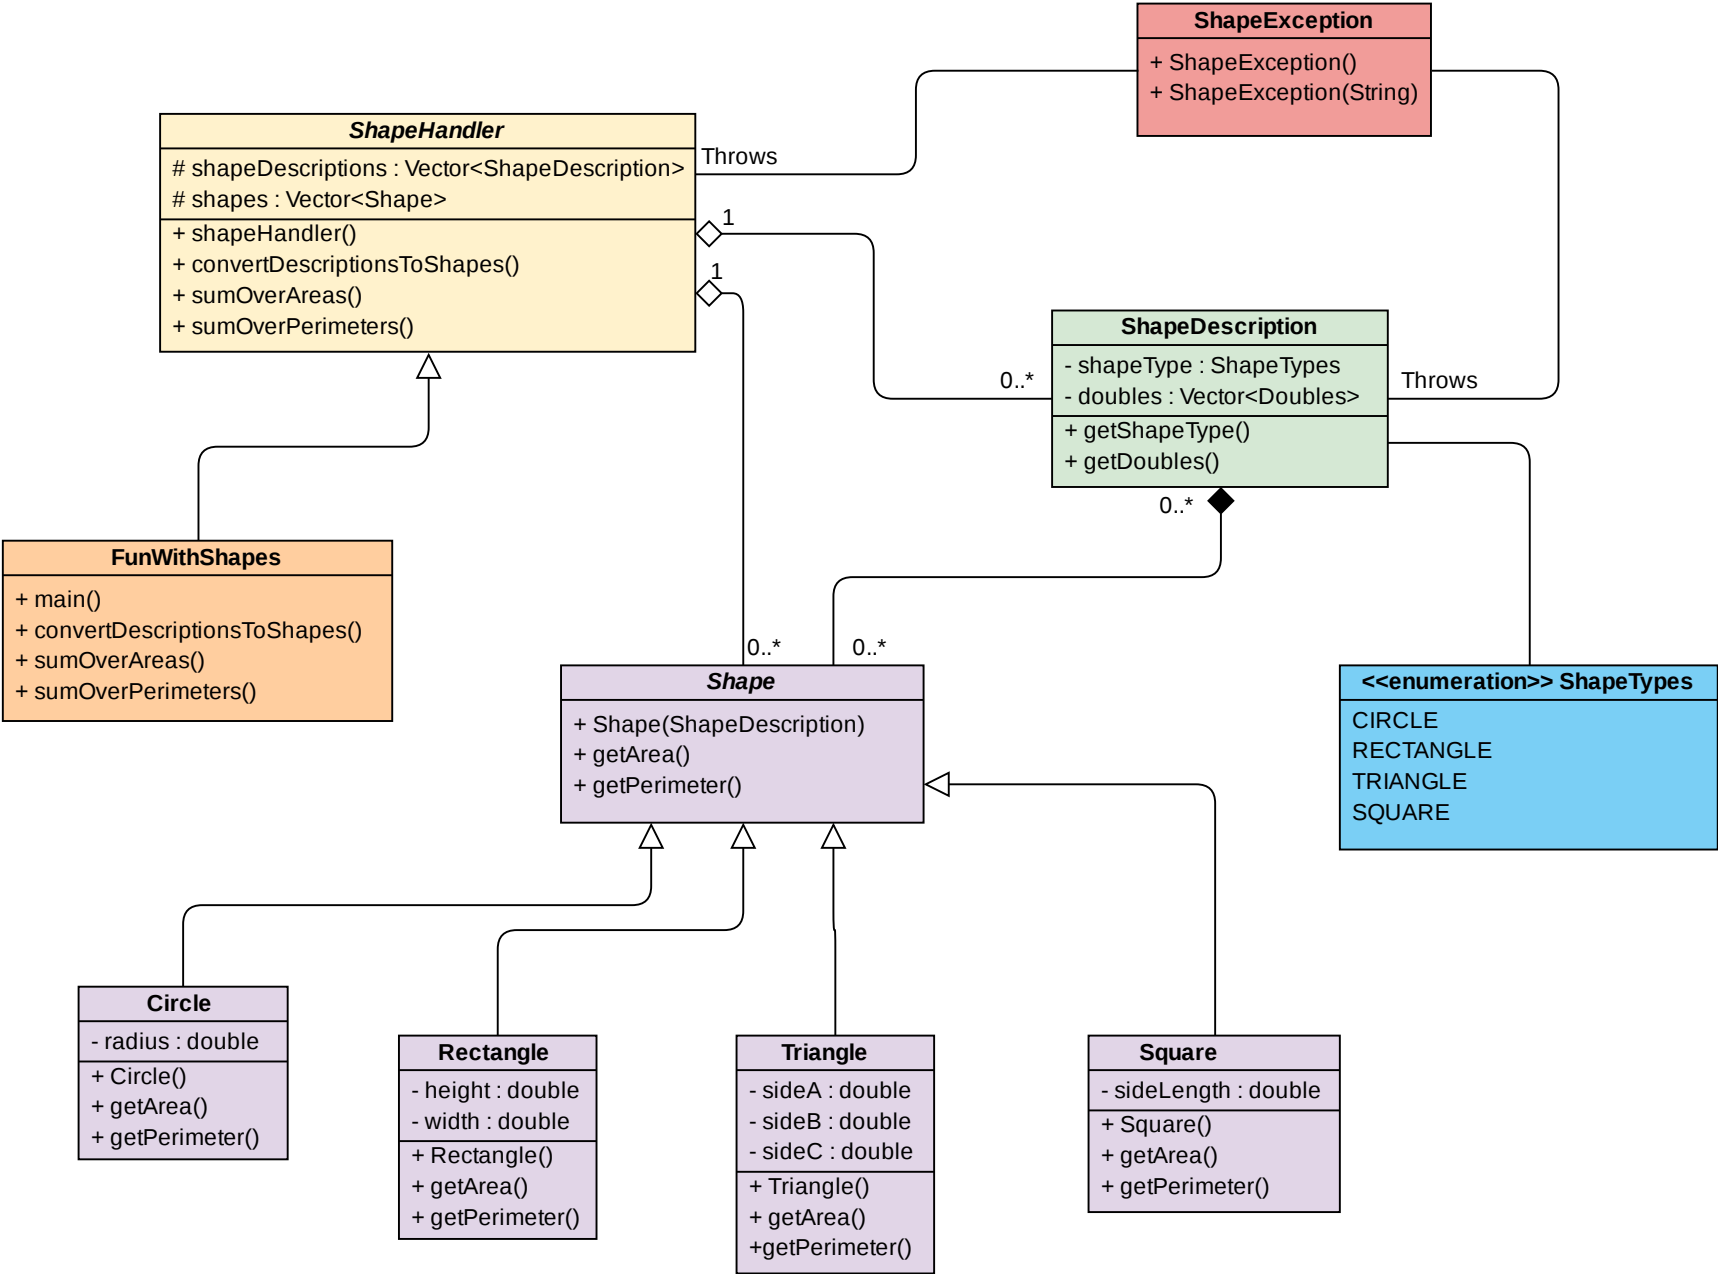 ShapeException
+ ShapeException()
+ ShapeException(String)
ShapeHandler
# shapeDescriptions : Vector<ShapeDescription>
# shapes : Vector<Shape>
+ shapeHandler()
+ convertDescriptionsToShapes()
+ sumOverAreas()
+ sumOverPerimeters()
Throws
1
1
0..*
ShapeDescription
- shapeType : ShapeTypes
- doubles : Vector<Doubles>
+ getShapeType()
+ getDoubles()
Throws
0..*
FunWithShapes
+ main()
+ convertDescriptionsToShapes()
+ sumOverAreas()
+ sumOverPerimeters()
0..*
0..*
Shape
+ Shape(ShapeDescription)
+ getArea()
+ getPerimeter()
<<enumeration>> ShapeTypes
CIRCLE
RECTANGLE
TRIANGLE
SQUARE
Circle
- radius : double
+ Circle()
+ getArea()
+ getPerimeter()
Rectangle
- height : double
- width : double
+ Rectangle()
+ getArea()
+ getPerimeter()
Triangle
- sideA : double
- sideB : double
- sideC : double
+ Triangle()
+ getArea()
+getPerimeter()
Square
- sideLength : double
+ Square()
+ getArea()
+ getPerimeter()